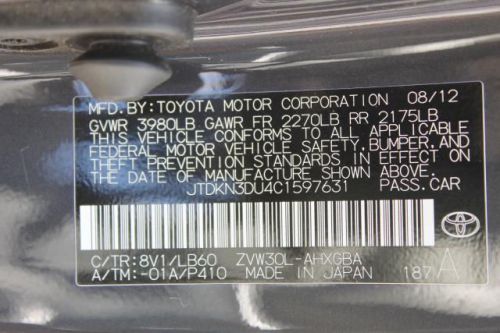 MFD.BY:TOYOTA MOTOR CORPORATION 08/12
GVWR 3980LB GAWR FR 2270LB RR 2175LB
THIS VEHICLE CONFORMS TO ALL APPLICABLE
FEDERAL MOTOR VEHICLE SAFETY,BUMPER,AND
THEFT PREVENTION STANDARDS IN EFFECT ON
THE DATE OF MANUFACTURE SHOWN ABOVE.
JTDKN3DU4C1597631 PASS.CAR
C/TR:8V1/LB60 ZVW30L-AHXGBA
A/TM:-01A/P410 MADE IN JAPAN 187 A
TOYOTA